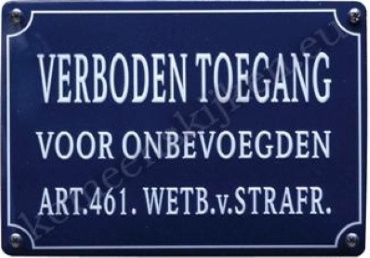 VERBODEN TOEGANG
VOOR ONBEVOEGDEN
ART.461. WETB.v.STRAFR.